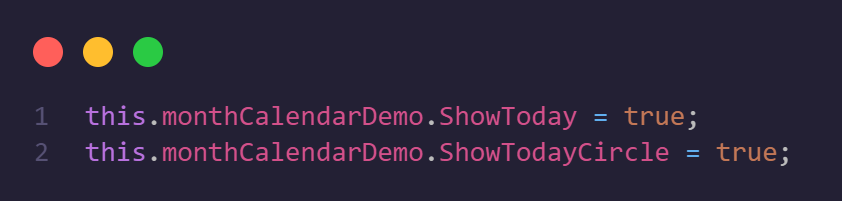 1 this.monthCalendarDemo.ShowToday = true;
2 this.monthCalendarDemo.ShowTodayCircle = true;